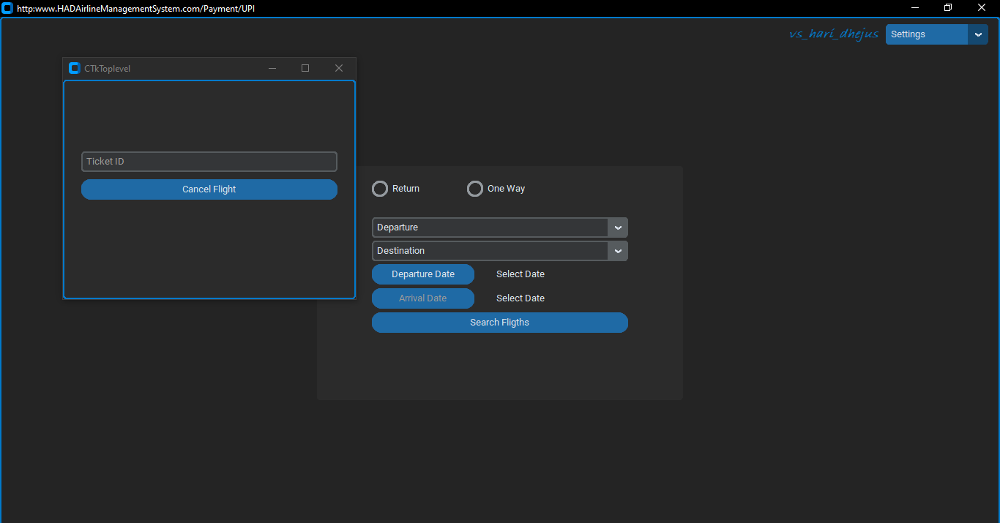 http:www.HADAirlineManagementSystem.com/Payment/UPI
vs_hari_dhejus
Settings
CTkToplevel
Ticket ID
Cancel Flight
Return
One Way
Departure
Destination
Departure Date
Select Date
Arrival Date
Select Date
Search Fligths